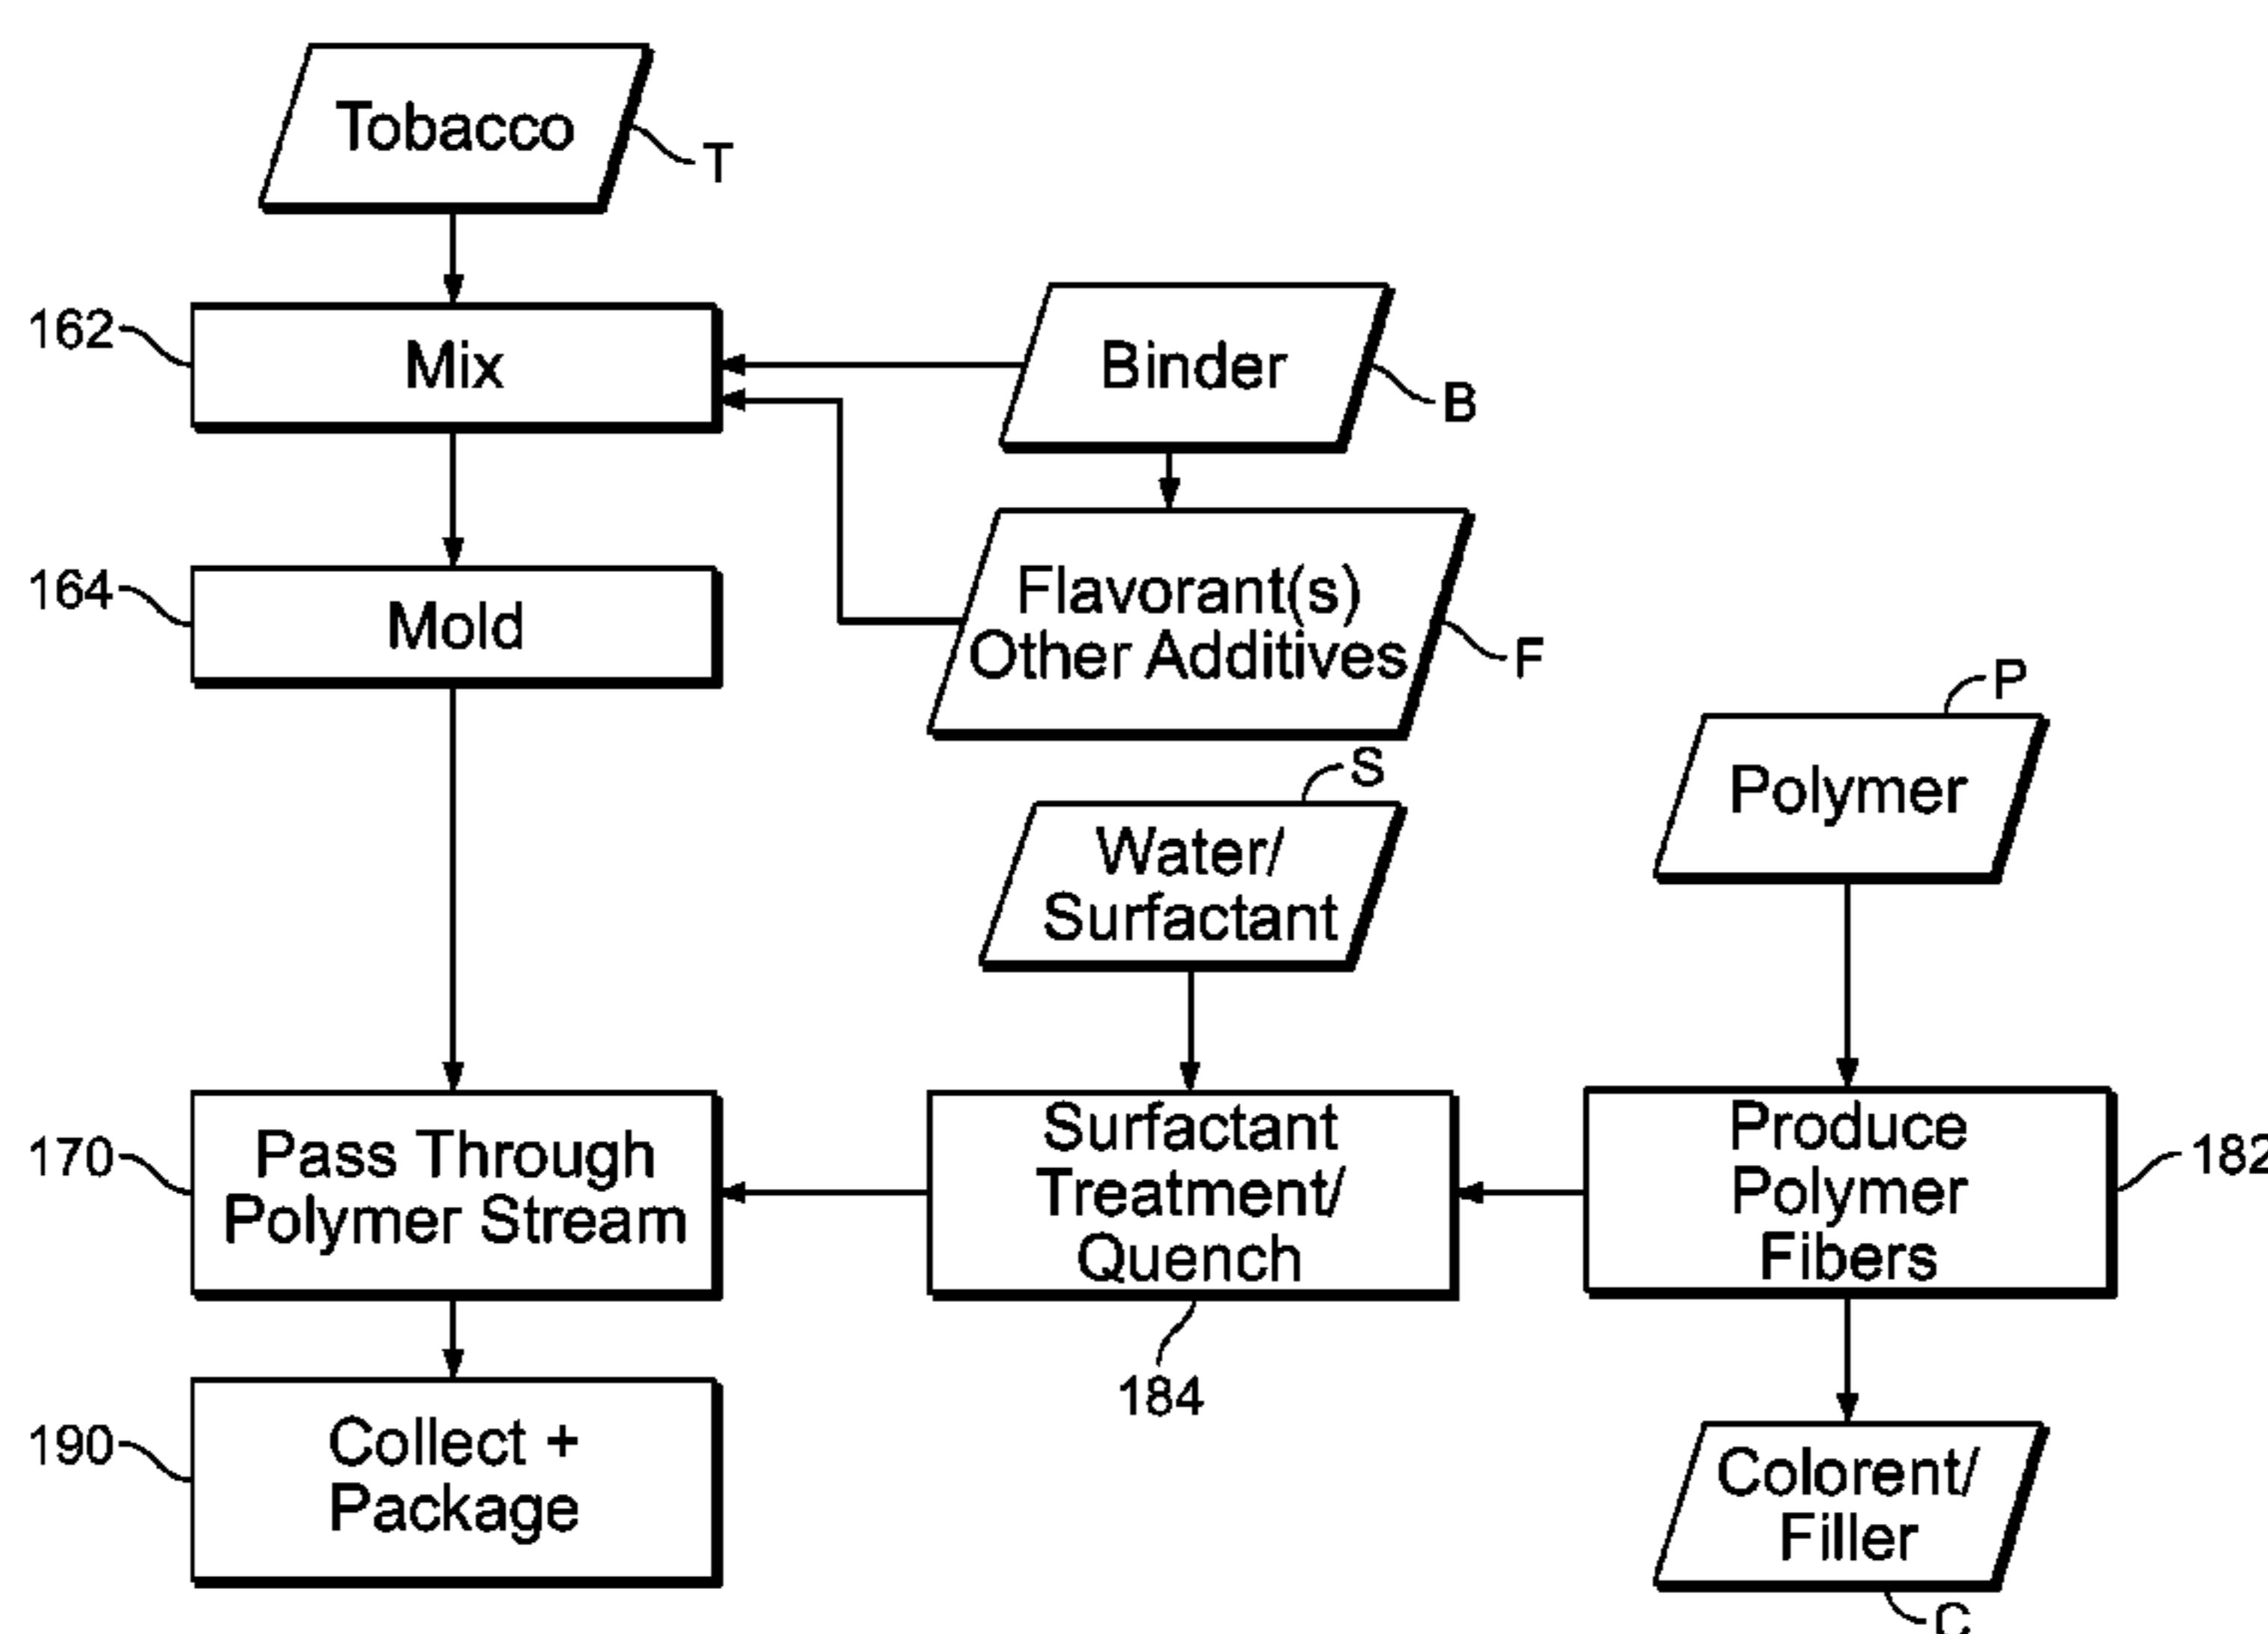 Tobacco
T
162
Mix
Binder
B
164
Mold
Flavorant(s)
Other Additives
F
P
Polymer
S
Water/
Surfactant
170
Pass Through
Polymer Stream
Surfactant
Treatment/
Quench
184
Produce
Polymer
Fibers
182
190
Collect +
Package
Colorent/
Filler
C